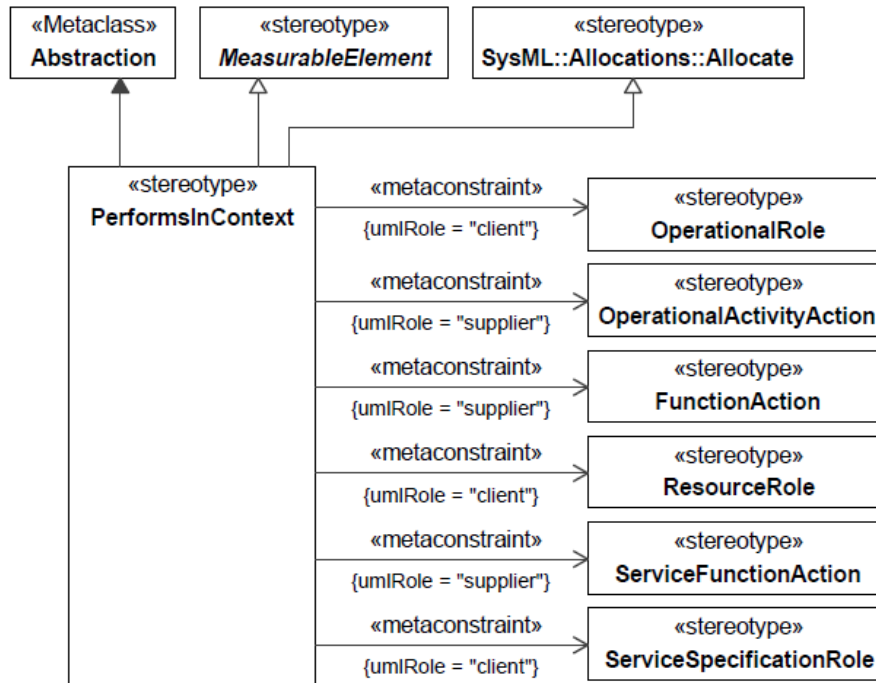 «Metaclass»
Abstraction
«stereotype»
MeasurableElement
«stereotype»
SysML::Allocations::Allocate
«stereotype»
PerformsInContext
«metaconstraint»
{umlRole = "client"}
«stereotype»
OperationalRole
«metaconstraint»
{umlRole = "supplier"}
«stereotype»
OperationalActivityAction
«metaconstraint»
{umlRole = "supplier"}
«stereotype»
FunctionAction
«metaconstraint»
{umlRole = "client"}
«stereotype»
ResourceRole
«metaconstraint»
{umlRole = "supplier"}
«stereotype»
ServiceFunctionAction
«metaconstraint»
{umlRole = "client"}
«stereotype»
ServiceSpecificationRole